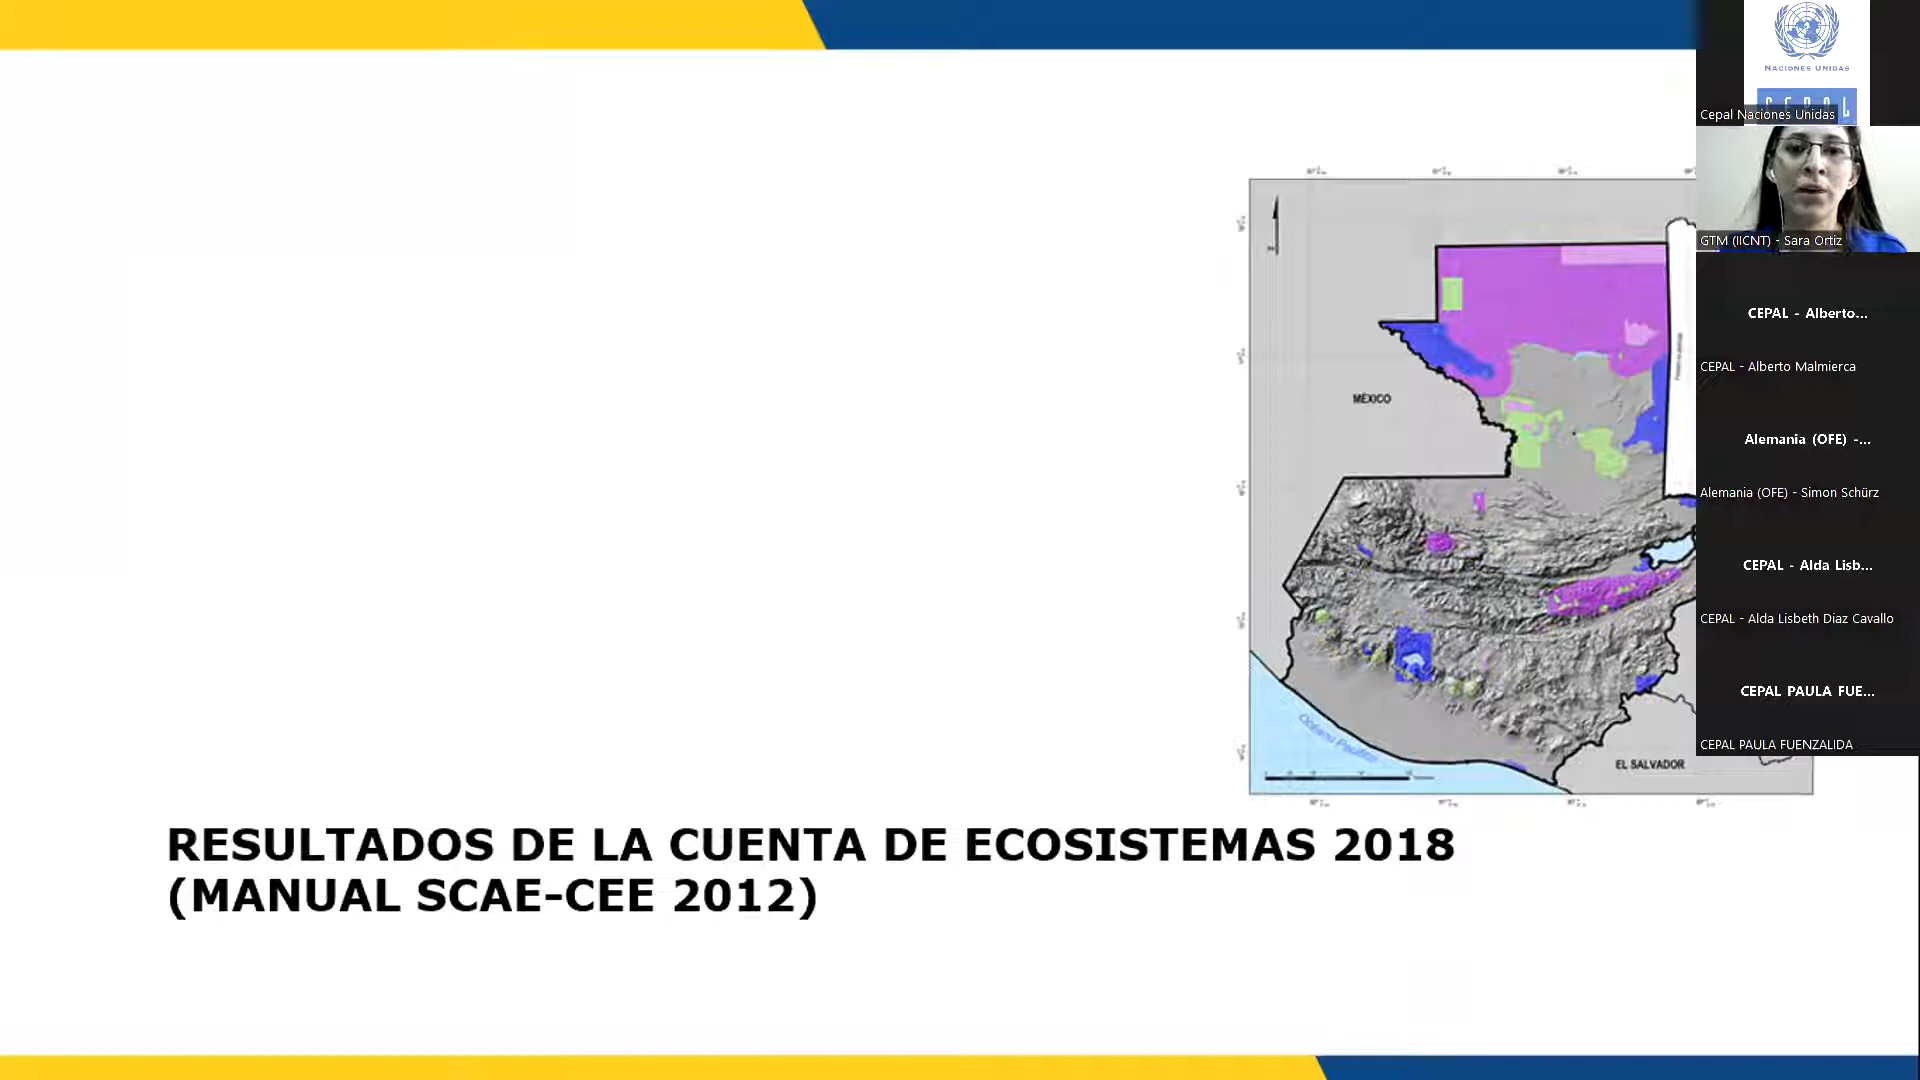 NACIONES UNIDAS
CEPAL
Cepal Naciones Unidas
GTM (IICNT) - Sara Ortiz
CEPAL - Alberto...
CEPAL - Alberto Malmierca
Alemania (OFE) -...
Alemania (OFE) - Simon Schürz
CEPAL - Alda Lisb...
CEPAL - Alda Lisbeth Díaz Cavallo
CEPAL PAULA FUE...
CEPAL PAULA FUENZALIDA
MÉXICO
Océano Pacífico
EL SALVADOR
RESULTADOS DE LA CUENTA DE ECOSISTEMAS 2018
(MANUAL SCAE-CEE 2012)